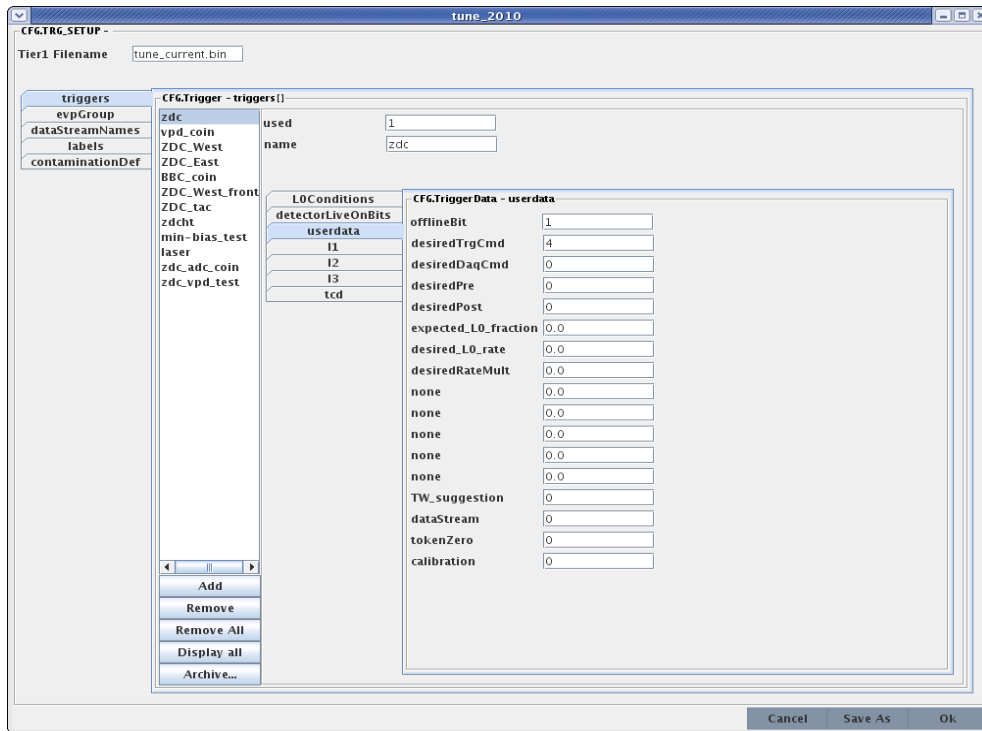 tune_2010
CFG.TRG_SETUP -
Tier1 Filename tune_current.bin
triggers
evpGroup
dataStreamNames
labels
contaminationDef
CFG.Trigger - triggers[]
zdc
vpd_coin
ZDC_West
ZDC_East
BBC_coin
ZDC_West_front
ZDC_tac
zdcht
min-bias_test
laser
zdc_adc_coin
zdc_vpd_test
Add
Remove
Remove All
Display all
Archive...
used 1
name zdc
L0Conditions
detectorLiveOnBits
userdata
l1
l2
l3
tcd
CFG.TriggerData - userdata
offlineBit 1
desiredTrgCmd 4
desiredDaqCmd 0
desiredPre 0
desiredPost 0
expected_L0_fraction 0.0
desired_L0_rate 0.0
desiredRateMult 0.0
none 0.0
none 0.0
none 0.0
none 0.0
none 0.0
TW_suggestion 0
dataStream 0
tokenZero 0
calibration 0
Cancel Save As Ok